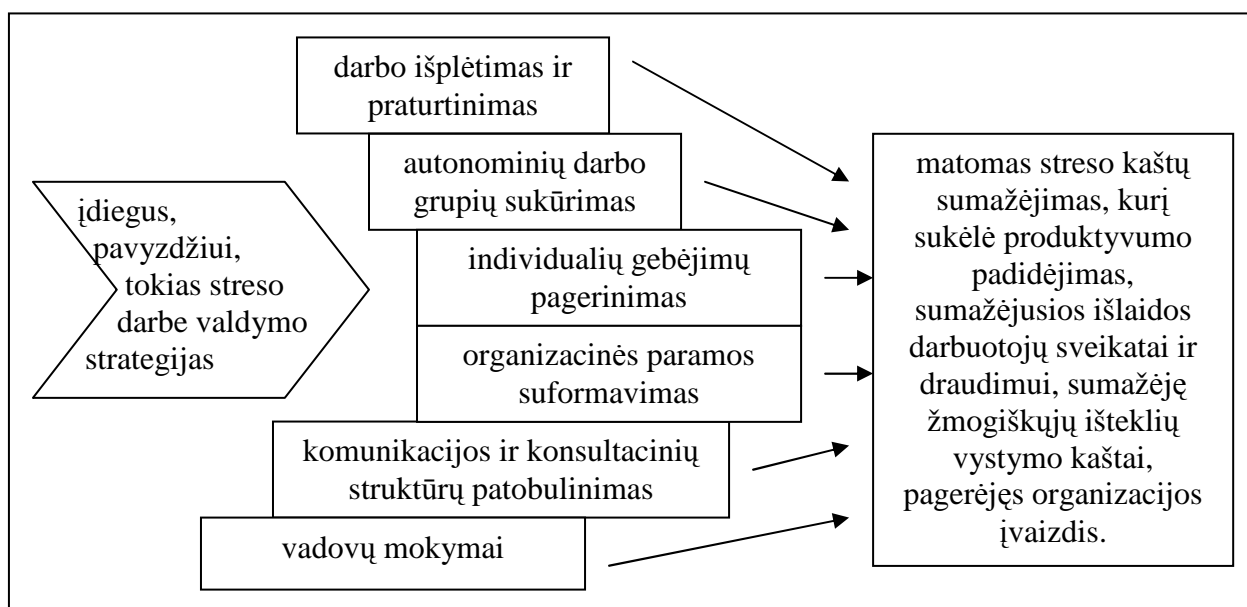 įdiegus,
pavyzdžiui,
tokias streso
darbe valdymo
strategijas
darbo išplėtimas ir
praturtinimas
autonominių darbo
grupių sukūrimas
individualių gebėjimų
pagerinimas
organizacinės paramos
suformavimas
komunikacijos ir konsultacinių
struktūrų patobulinimas
vadovų mokymai
matomas streso kaštų
sumažėjimas, kurį
sukėlė produktyvumo
padidėjimas,
sumažėjusios išlaidos
darbuotojų sveikatai ir
draudimui, sumažėję
žmogiškųjų išteklių
vystymo kaštai,
pagerėjęs organizacijos
įvaizdis.